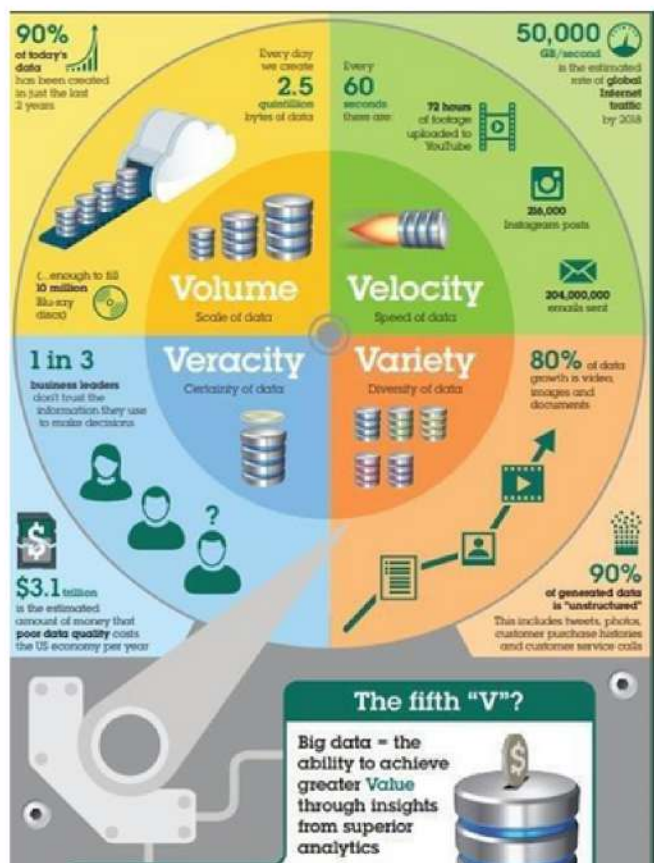 90%
of today's
data
has been created
in just the last
2 years
Every day
we create
2.5
quintillion
bytes of data
(...enough to fill
10 million
Blu-ray
discs)
Volume
Scale of data
Every
60
seconds
there are:
72 hours
of footage
uploaded to
YouTube
50,000
GB/second
is the estimated
rate of global
Internet
traffic
by 2018
216,000
Instagram posts
204,000,000
emails sent
Velocity
Speed of data
Veracity
Certainity of data
1 in 3
business leaders
don't trust the
information they use
to make decisions
?
$
$3.1 trillion
is the estimated
amount of money that
poor data quality costs
the US economy per year
Variety
Diversity of data
80% of data
growth is video,
images and
documents
90%
of generated data
is "unstructured"
This includes tweets, photos,
customer purchase histories
and customer service calls
The fifth "V"?
Big data = the
ability to achieve
greater Value
through insights
from superior
analytics
$